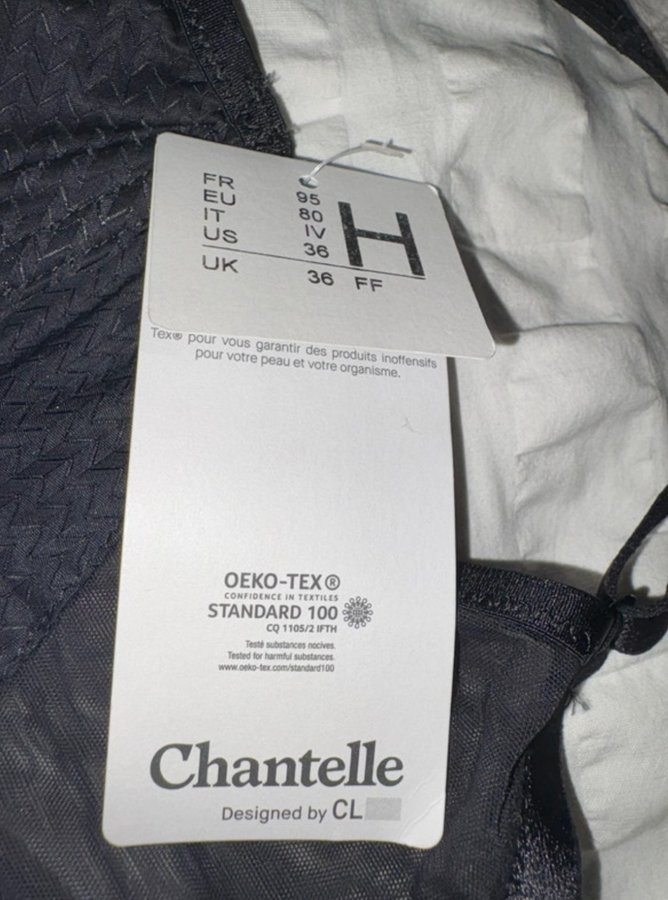 FR 95
EU 80
IT IV
US 36
H
UK 36 FF
Tex® pour vous garantir des produits inoffensifs
pour votre peau et votre organisme.
OEKO-TEX®
CONFIDENCE IN TEXTILES
STANDARD 100
CQ 1105/2 IFTH
Testé substances nocives.
Tested for harmful substances.
www.oeko-tex.com/standard100
Chantelle
Designed by CL